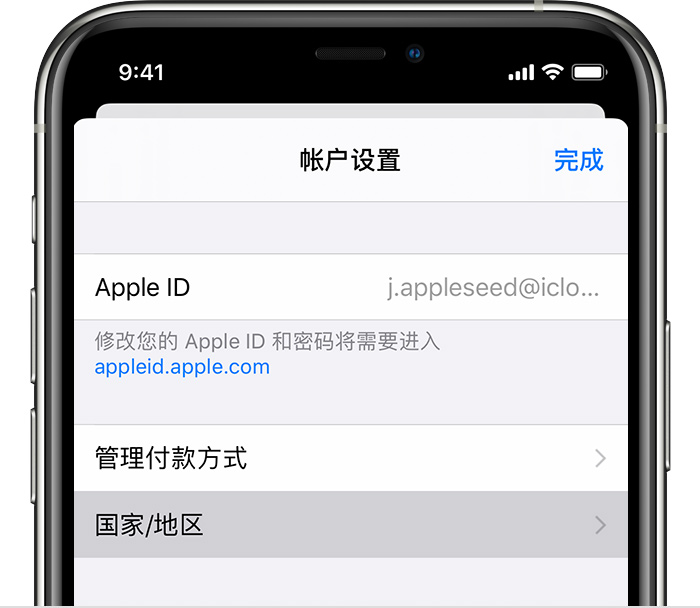 9:41
帐户设置
完成
Apple ID
j.appleseed@iclo...
修改您的 Apple ID 和密码将需要进入
appleid.apple.com
管理付款方式
国家/地区